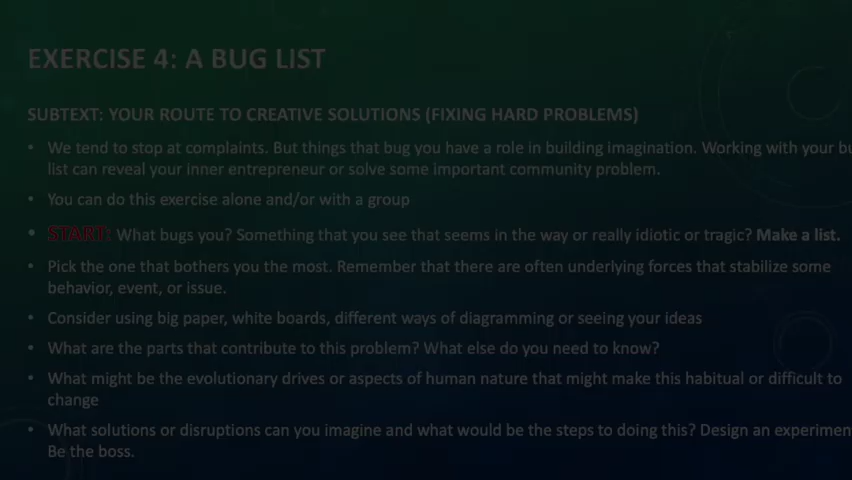 EXERCISE 4: A BUG LIST
SUBTEXT: YOUR ROUTE TO CREATIVE SOLUTIONS (FIXING HARD PROBLEMS)
• We tend to stop at complaints. But things that bug you have a role in building imagination. Working with your bu
list can reveal your inner entrepreneur or solve some important community problem.
• You can do this exercise alone and/or with a group
• START: What bugs you? Something that you see that seems in the way or really idiotic or tragic? Make a list.
• Pick the one that bothers you the most. Remember that there are often underlying forces that stabilize some
behavior, event, or issue.
• Consider using big paper, white boards, different ways of diagramming or seeing your ideas
• What are the parts that contribute to this problem? What else do you need to know?
• What might be the evolutionary drives or aspects of human nature that might make this habitual or difficult to
change
• What solutions or disruptions can you imagine and what would be the steps to doing this? Design an experimen
Be the boss.